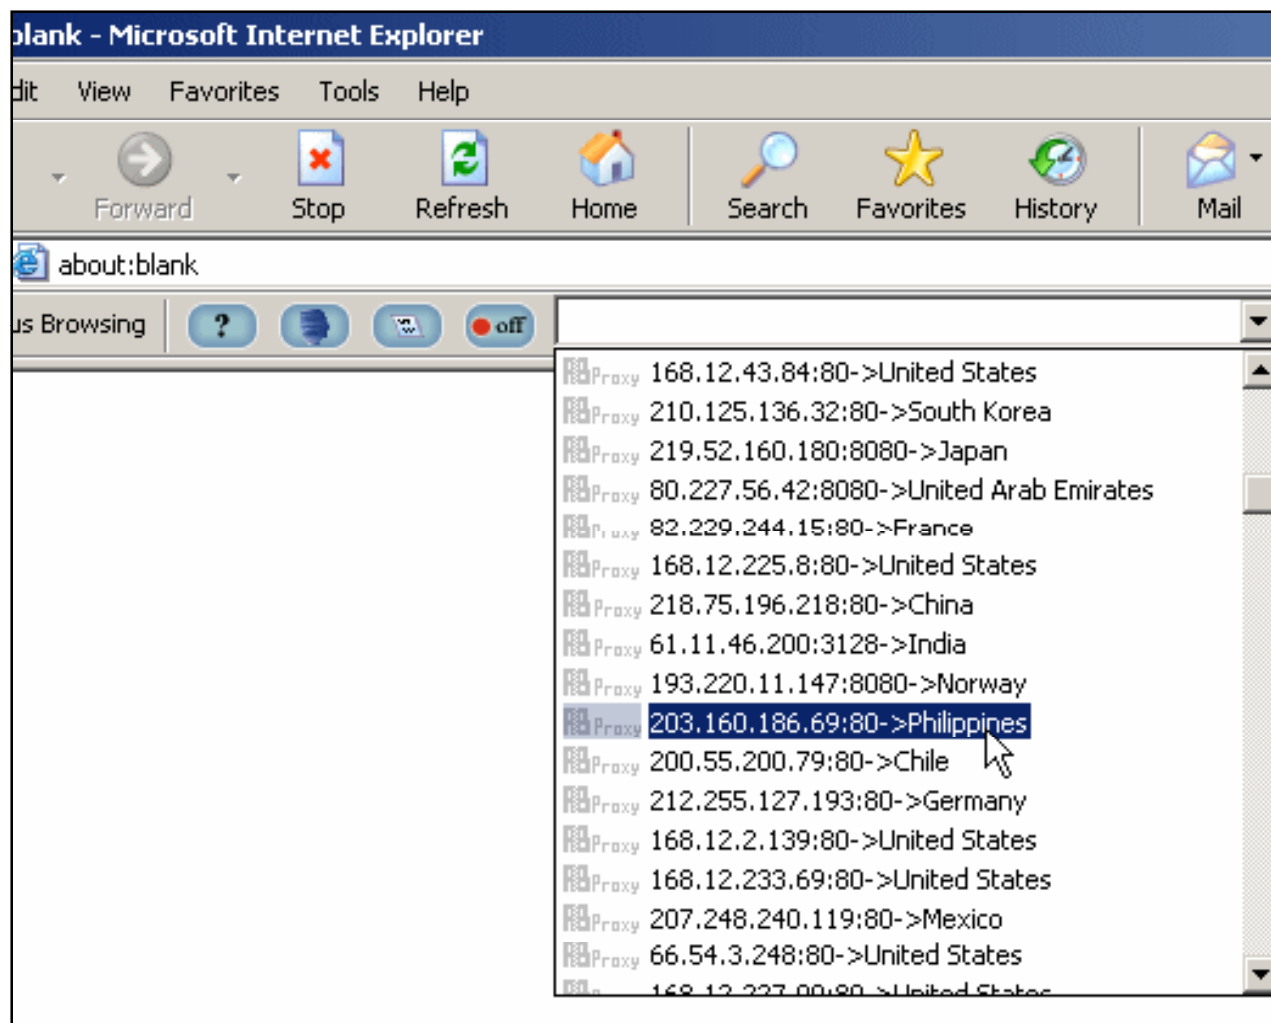 blank - Microsoft Internet Explorer
dit View Favorites Tools Help
Forward Stop Refresh Home Search Favorites History Mail
about:blank
us Browsing ? off
Proxy 168.12.43.84:80->United States
Proxy 210.125.136.32:80->South Korea
Proxy 219.52.160.180:8080->Japan
Proxy 80.227.56.42:8080->United Arab Emirates
Proxy 82.229.244.15:80->France
Proxy 168.12.225.8:80->United States
Proxy 218.75.196.218:80->China
Proxy 61.11.46.200:3128->India
Proxy 193.220.11.147:8080->Norway
Proxy 203.160.186.69:80->Philippines
Proxy 200.55.200.79:80->Chile
Proxy 212.255.127.193:80->Germany
Proxy 168.12.2.139:80->United States
Proxy 168.12.233.69:80->United States
Proxy 207.248.240.119:80->Mexico
Proxy 66.54.3.248:80->United States
United States